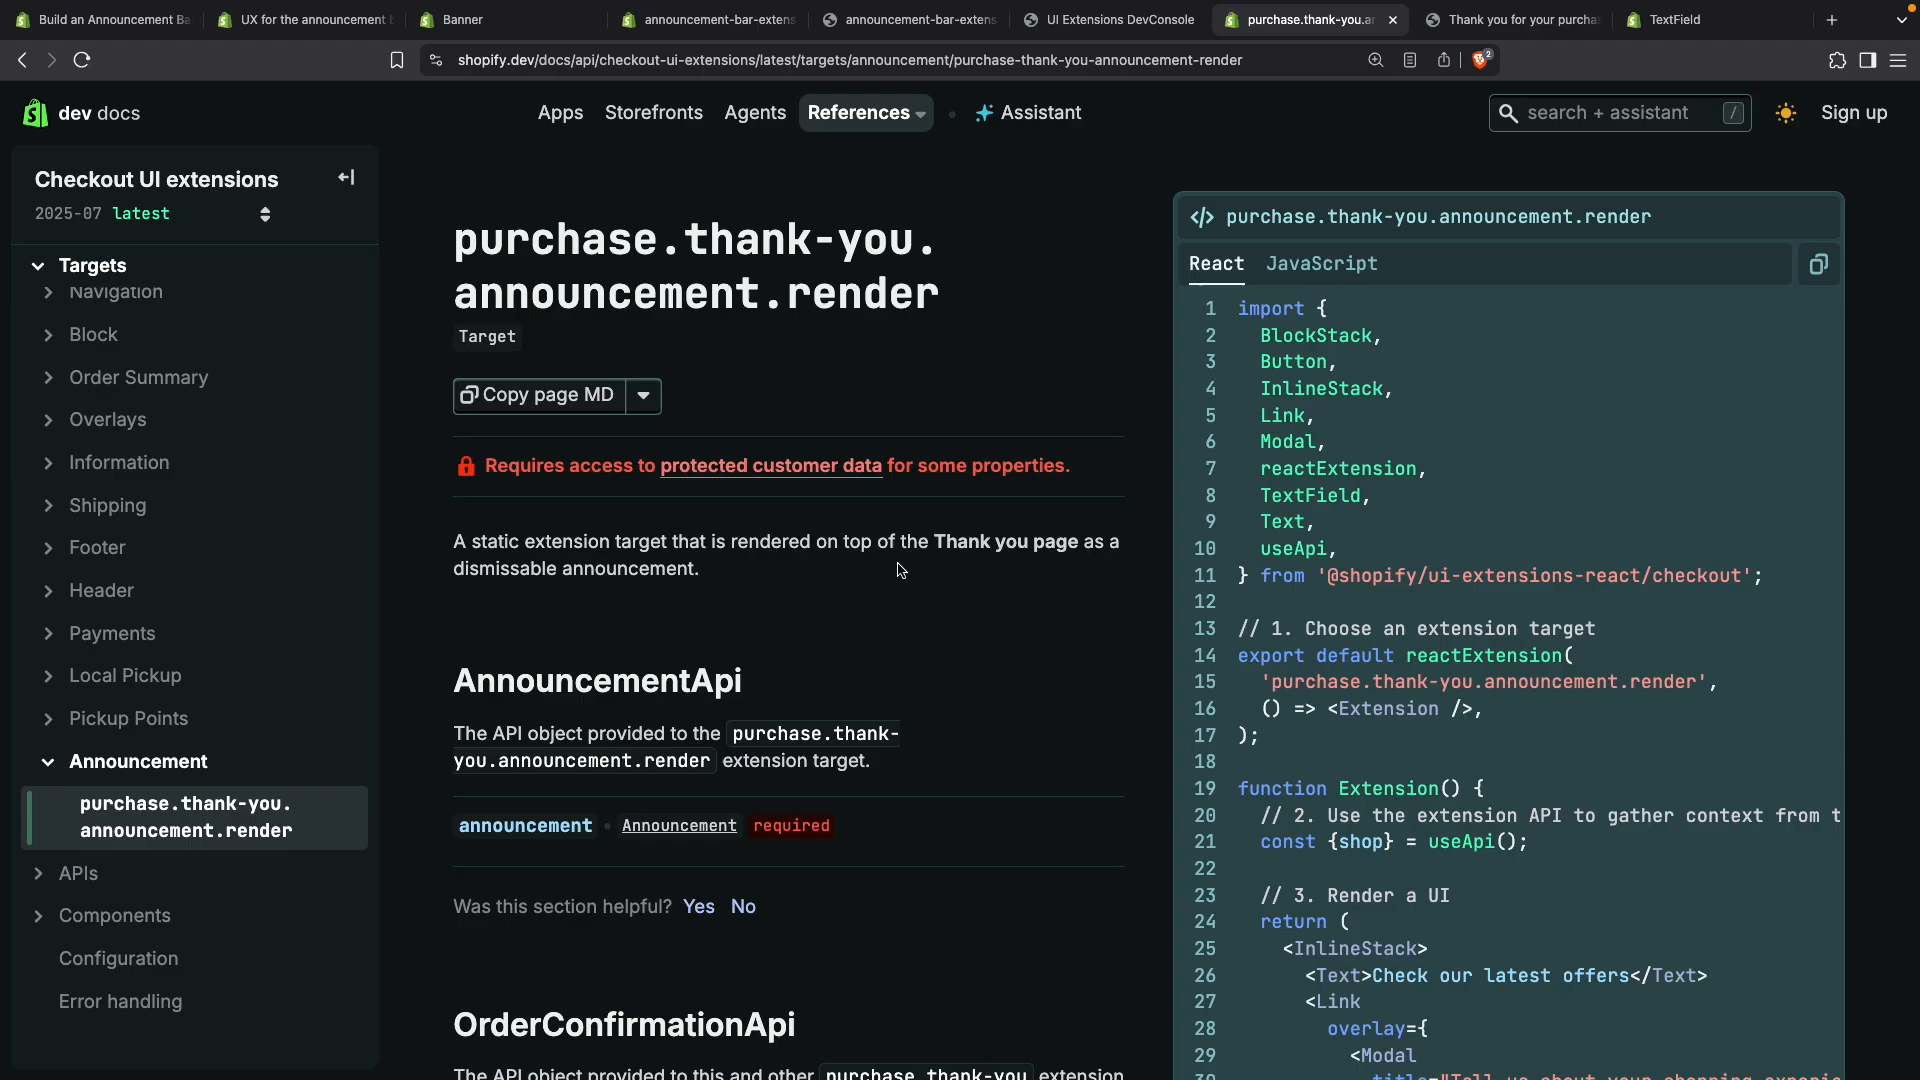 Build an Announcement Ba
UX for the announcement b
Banner
announcement-bar-extens
announcement-bar-extens
UI Extensions DevConsole
purchase.thank-you.ar
Thank you for your purcha
TextField
shopify.dev/docs/api/checkout-ui-extensions/latest/targets/announcement/purchase-thank-you-announcement-render
2
dev docs
Apps
Storefronts
Agents
References
Assistant
search + assistant
/
Sign up
Checkout UI extensions
2025-07 latest
Targets
Navigation
Block
Order Summary
Overlays
Information
Shipping
Footer
Header
Payments
Local Pickup
Pickup Points
Announcement
purchase.thank-you.
announcement.render
APIs
Components
Configuration
Error handling
purchase.thank-you.
announcement.render
Target
Copy page MD
Requires access to protected customer data for some properties.
A static extension target that is rendered on top of the Thank you page as a
dismissable announcement.
AnnouncementApi
The API object provided to the purchase.thank-
you.announcement.render extension target.
announcement • Announcement required
Was this section helpful? Yes No
OrderConfirmationApi
The API object provided to this and other purchase.thank-you extension
</> purchase.thank-you.announcement.render
React JavaScript
1 import {
2 BlockStack,
3 Button,
4 InlineStack,
5 Link,
6 Modal,
7 reactExtension,
8 TextField,
9 Text,
10 useApi,
11 } from '@shopify/ui-extensions-react/checkout';
12
13 // 1. Choose an extension target
14 export default reactExtension(
15 'purchase.thank-you.announcement.render',
16 () => <Extension />,
17 );
18
19 function Extension() {
20 // 2. Use the extension API to gather context from t
21 const {shop} = useApi();
22
23 // 3. Render a UI
24 return (
25 <InlineStack>
26 <Text>Check our latest offers</Text>
27 <Link
28 overlay={
29 <Modal
30 title="Tell us about your shopping experie